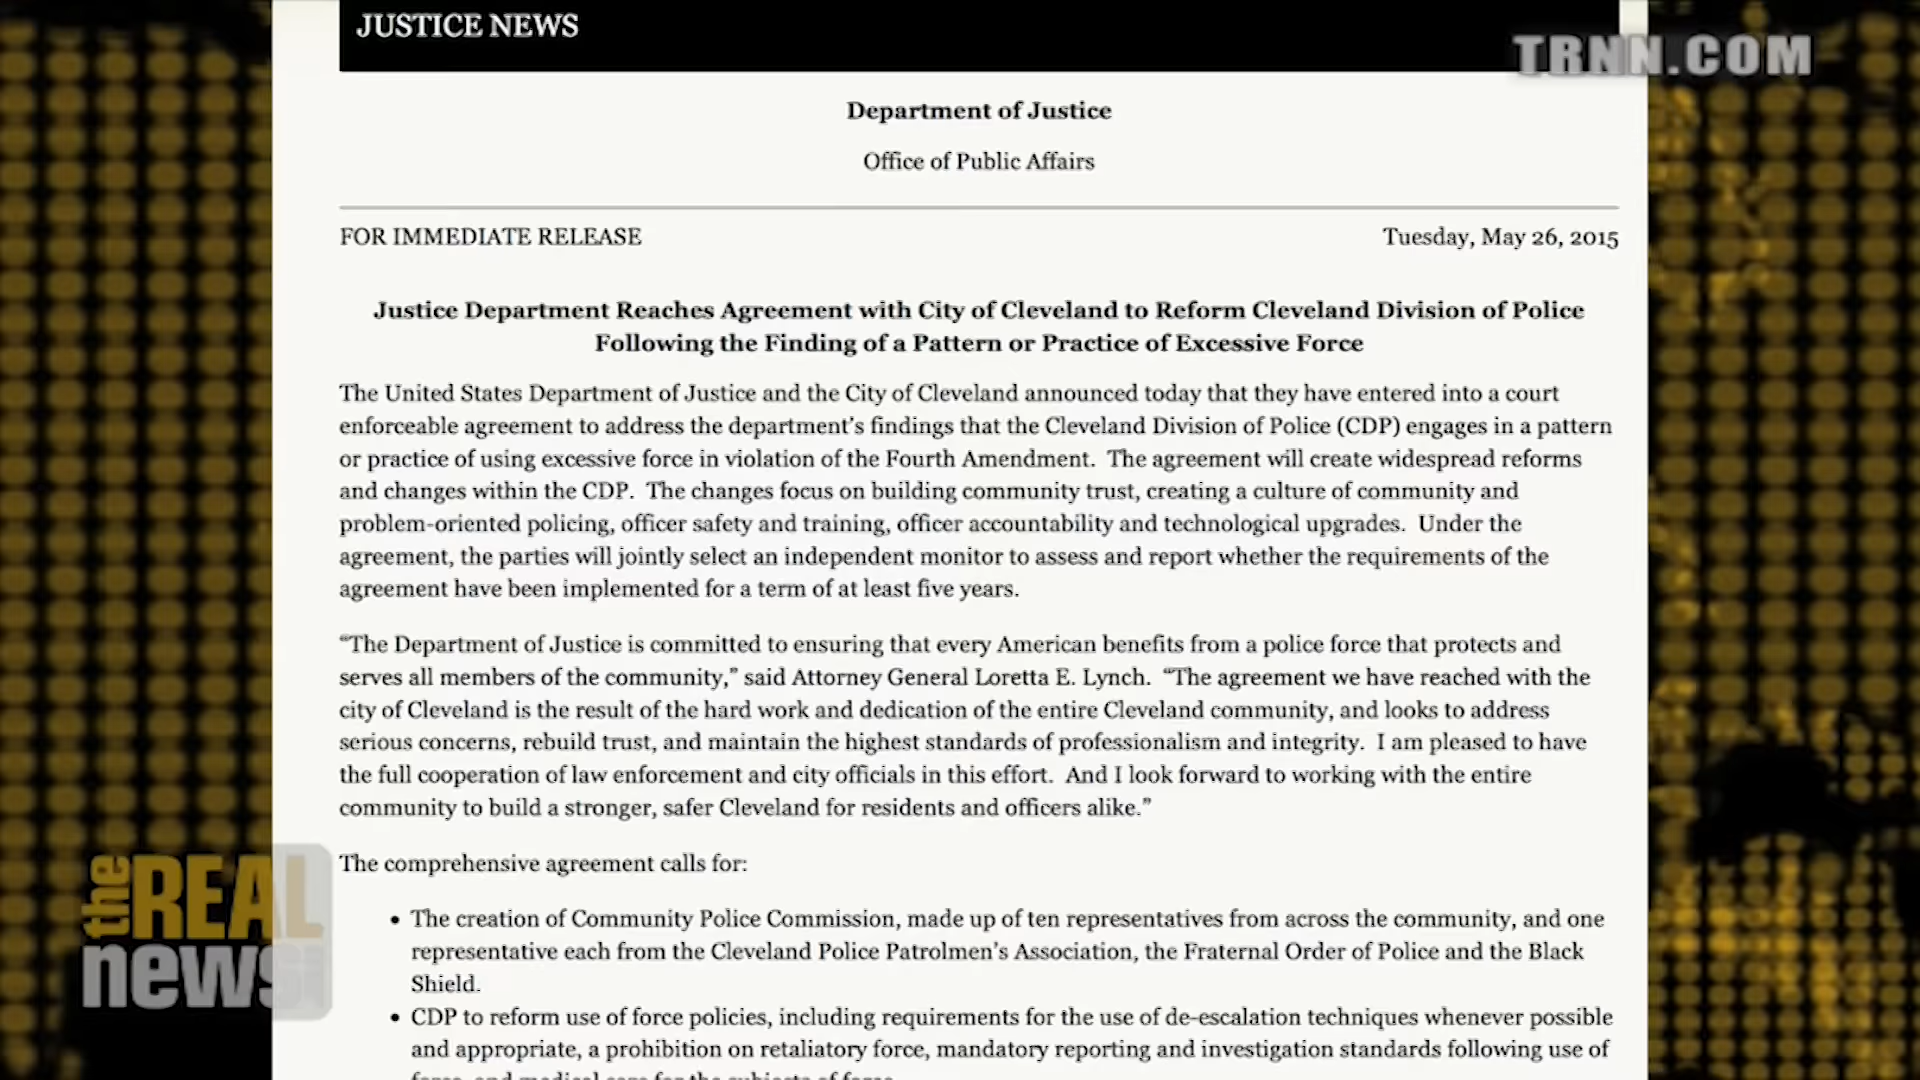 JUSTICE NEWS
TRNN.COM
Department of Justice
Office of Public Affairs
FOR IMMEDIATE RELEASE
Tuesday, May 26, 2015
Justice Department Reaches Agreement with City of Cleveland to Reform Cleveland Division of Police
Following the Finding of a Pattern or Practice of Excessive Force
The United States Department of Justice and the City of Cleveland announced today that they have entered into a court
enforceable agreement to address the department’s findings that the Cleveland Division of Police (CDP) engages in a pattern
or practice of using excessive force in violation of the Fourth Amendment.  The agreement will create widespread reforms
and changes within the CDP.  The changes focus on building community trust, creating a culture of community and
problem-oriented policing, officer safety and training, officer accountability and technological upgrades.  Under the
agreement, the parties will jointly select an independent monitor to assess and report whether the requirements of the
agreement have been implemented for a term of at least five years.
“The Department of Justice is committed to ensuring that every American benefits from a police force that protects and
serves all members of the community,” said Attorney General Loretta E. Lynch.  “The agreement we have reached with the
city of Cleveland is the result of the hard work and dedication of the entire Cleveland community, and looks to address
serious concerns, rebuild trust, and maintain the highest standards of professionalism and integrity.  I am pleased to have
the full cooperation of law enforcement and city officials in this effort.  And I look forward to working with the entire
community to build a stronger, safer Cleveland for residents and officers alike.”
The comprehensive agreement calls for:
• The creation of Community Police Commission, made up of ten representatives from across the community, and one
representative each from the Cleveland Police Patrolmen’s Association, the Fraternal Order of Police and the Black
Shield.
• CDP to reform use of force policies, including requirements for the use of de-escalation techniques whenever possible
and appropriate, a prohibition on retaliatory force, mandatory reporting and investigation standards following use of
force, and medical care for the subjects of force.
the REAL
news